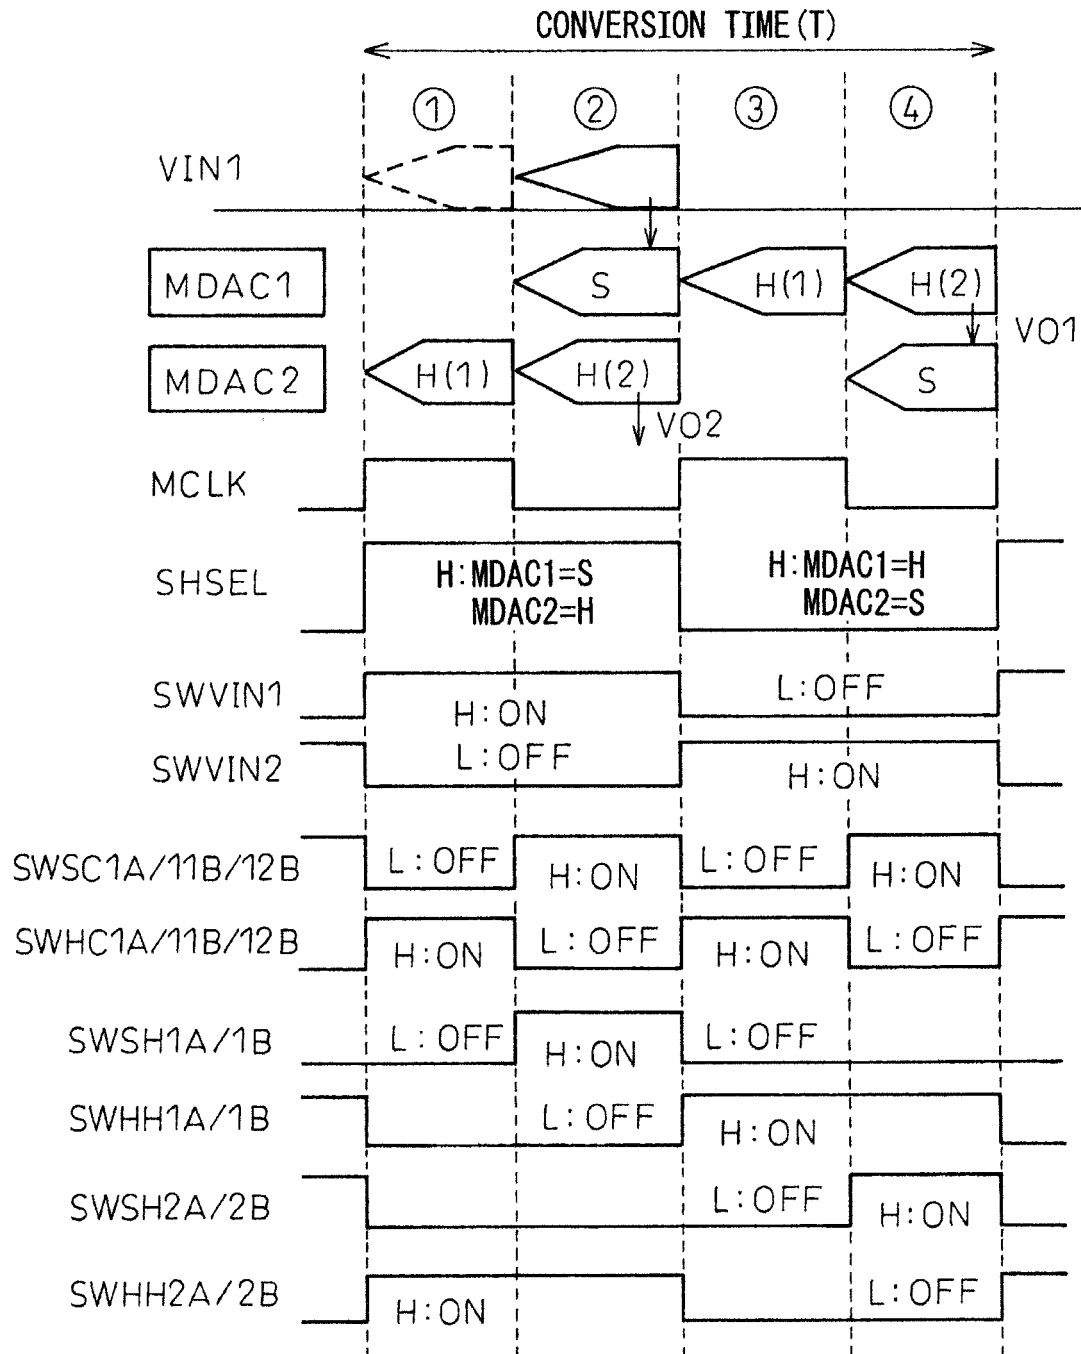 CONVERSION TIME(T)
① ② ③ ④
VIN1
MDAC1 S H(1) H(2)
VO1
MDAC2 H(1) H(2) S
VO2
MCLK
SHSEL H:MDAC1=S H:MDAC1=H
MDAC2=H MDAC2=S
SWVIN1 H:ON L:OFF
SWVIN2 L:OFF H:ON
SWSC1A/11B/12B L:OFF H:ON L:OFF H:ON
SWHC1A/11B/12B H:ON L:OFF H:ON L:OFF
SWSH1A/1B L:OFF H:ON L:OFF
SWHH1A/1B L:OFF H:ON
SWSH2A/2B L:OFF H:ON
SWHH2A/2B H:ON L:OFF